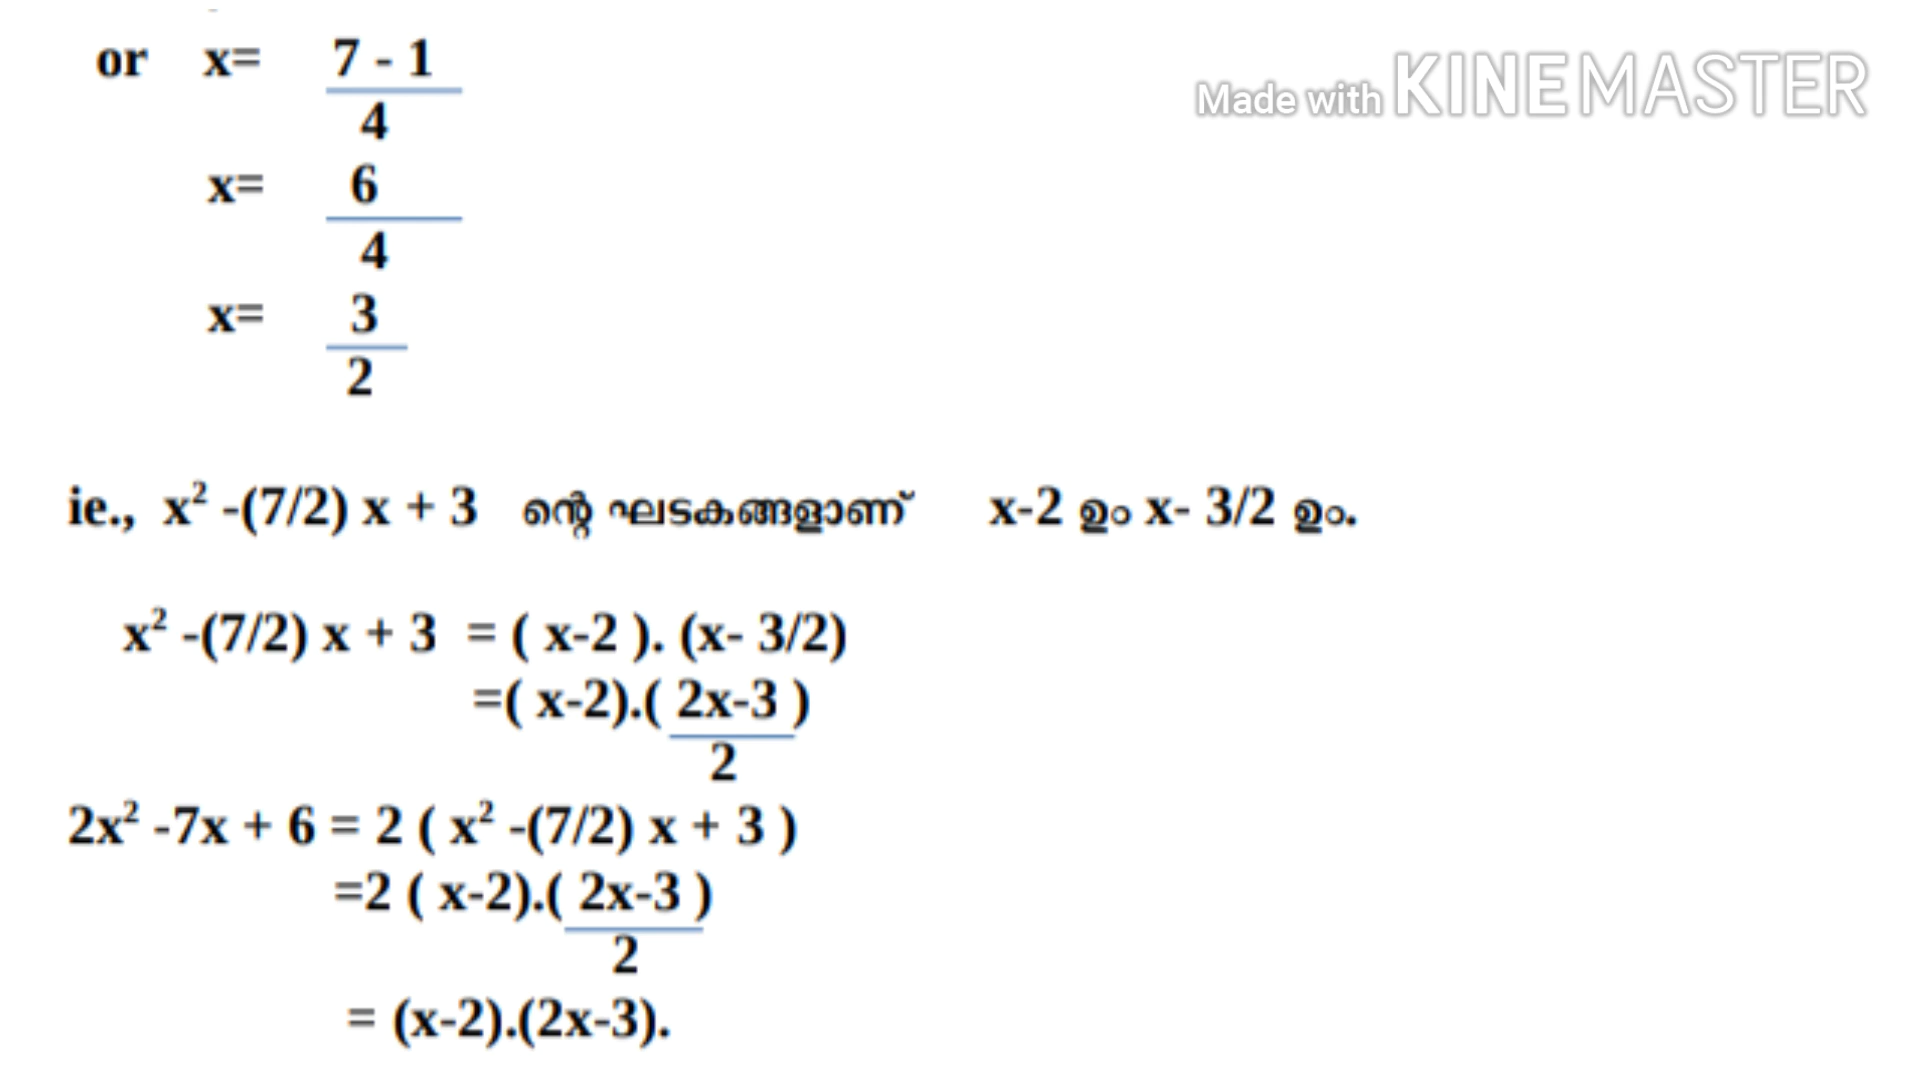 or x= 7 - 1
4
Made with KINEMASTER
x= 6
4
x= 3
2
ie., x² -(7/2) x + 3 ന്റെ ഘടകങ്ങളാണ് x-2 ഉം x- 3/2 ഉം.
x² -(7/2) x + 3 = ( x-2 ). (x- 3/2)
=( x-2).( 2x-3 )
2
2x² -7x + 6 = 2 ( x² -(7/2) x + 3 )
=2 ( x-2).( 2x-3 )
2
= (x-2).(2x-3).